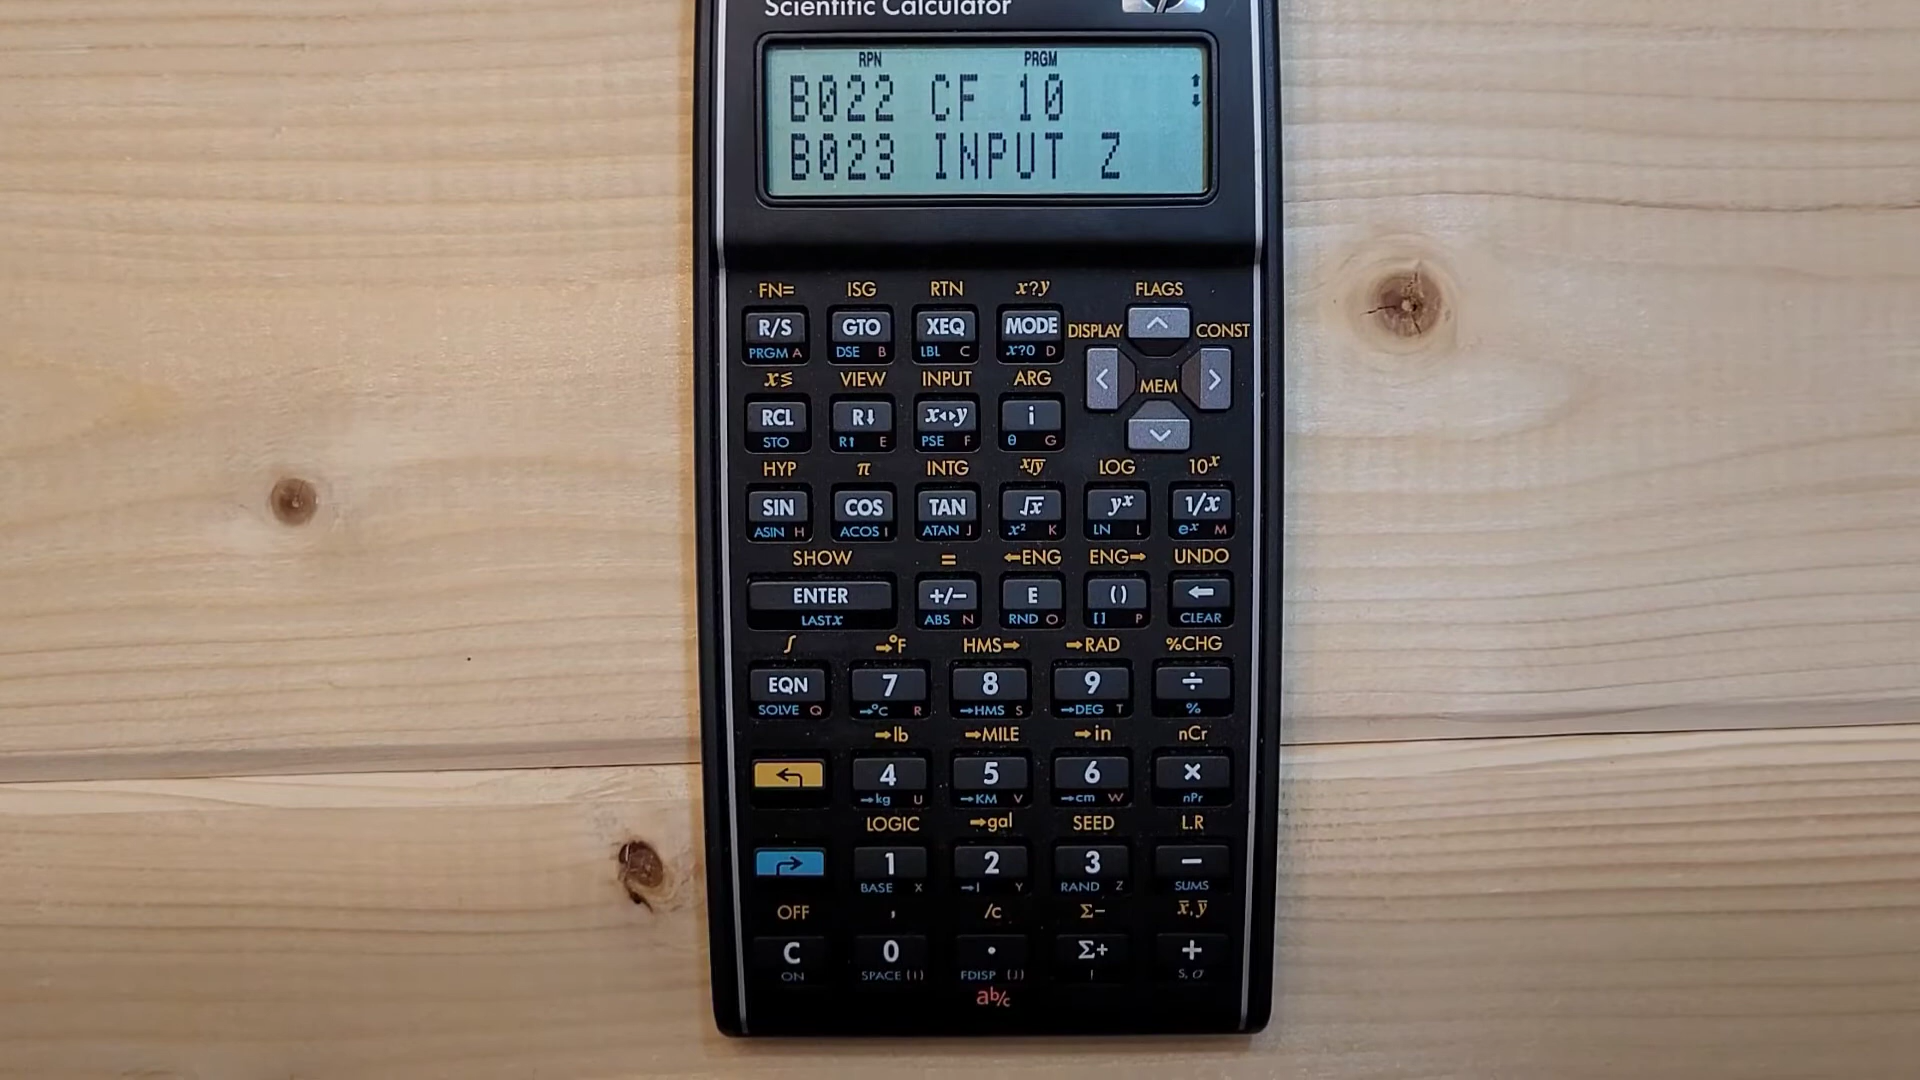 Scientific Calculator
RPN PRGM
B022 CF 10
B023 INPUT Z
FN= ISG RTN x?y FLAGS
R/S GTO XEQ MODE DISPLAY CONST
PRGM A DSE B LBL C x?0 D
x≶ VIEW INPUT ARG MEM
RCL R↓ x↔y i
STO R↑ E PSE F θ G
HYP π INTG x√y LOG 10x
SIN COS TAN √x yx 1/x
ASIN H ACOS I ATAN J x² K LN L ex M
SHOW = ←ENG ENG→ UNDO
ENTER +/− E ( ) ←
LASTx ABS N RND O [ ] P CLEAR
∫ →°F HMS→ →RAD %CHG
EQN 7 8 9 ÷
SOLVE Q →°C R →HMS S →DEG T %
→lb →MILE →in nCr
4 5 6 ×
→kg U →KM V →cm W nPr
LOGIC →gal SEED L.R
1 2 3 −
BASE X →l Y RAND Z SUMS
OFF , /c Σ− x̄,ȳ
C 0 · Σ+ +
ON SPACE (I) FDISP (J) ! S,σ
ab/c